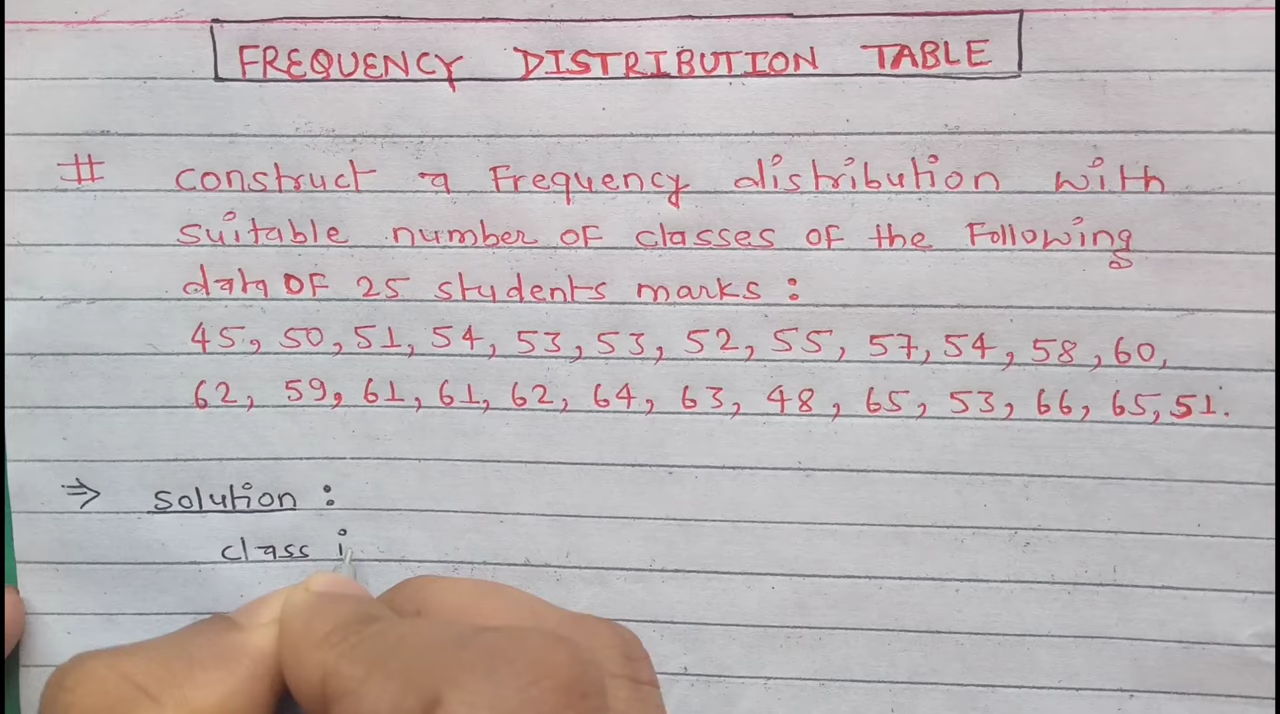 FREQUENCY DISTRIBUTION TABLE
# construct a Frequency distribution with
suitable number of classes of the Following
data of 25 students marks :
45, 50, 51, 54, 53, 53, 52, 55, 57, 54, 58, 60,
62, 59, 61, 61, 62, 64, 63, 48, 65, 53, 66, 65, 51.
⇒ solution :
class i